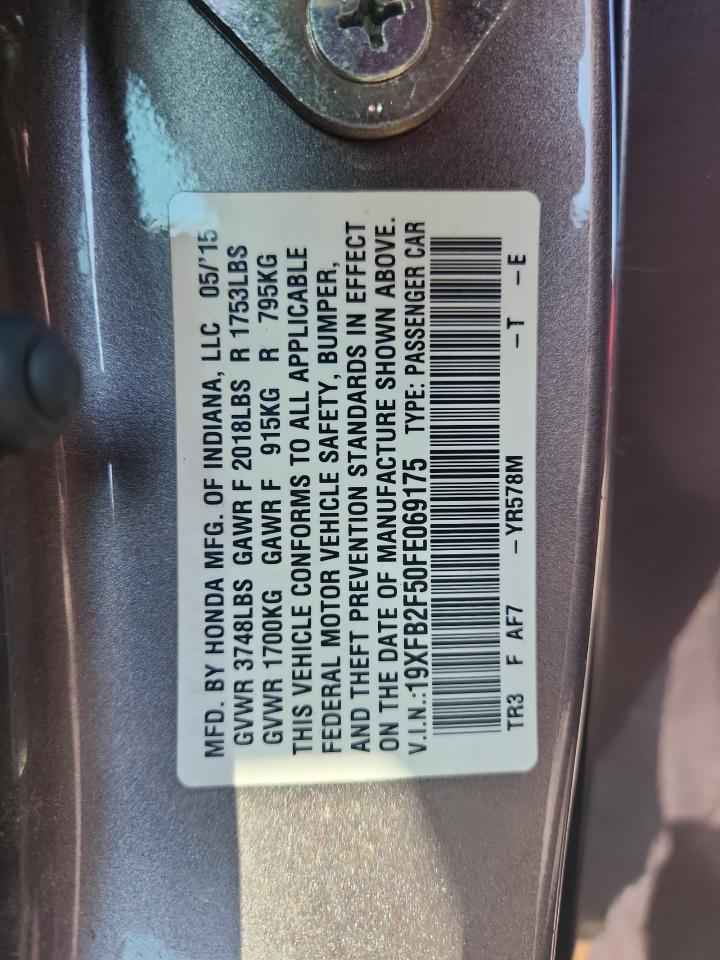 MFD. BY HONDA MFG. OF INDIANA, LLC 05/'15
GVWR 3748LBS GAWR F 2018LBS R 1753LBS
GVWR 1700KG GAWR F 915KG R 795KG
THIS VEHICLE CONFORMS TO ALL APPLICABLE
FEDERAL MOTOR VEHICLE SAFETY, BUMPER,
AND THEFT PREVENTION STANDARDS IN EFFECT
ON THE DATE OF MANUFACTURE SHOWN ABOVE.
V.I.N.:19XFB2F50FE069175 TYPE: PASSENGER CAR
TR3 F AF7 -YR578M -T -E